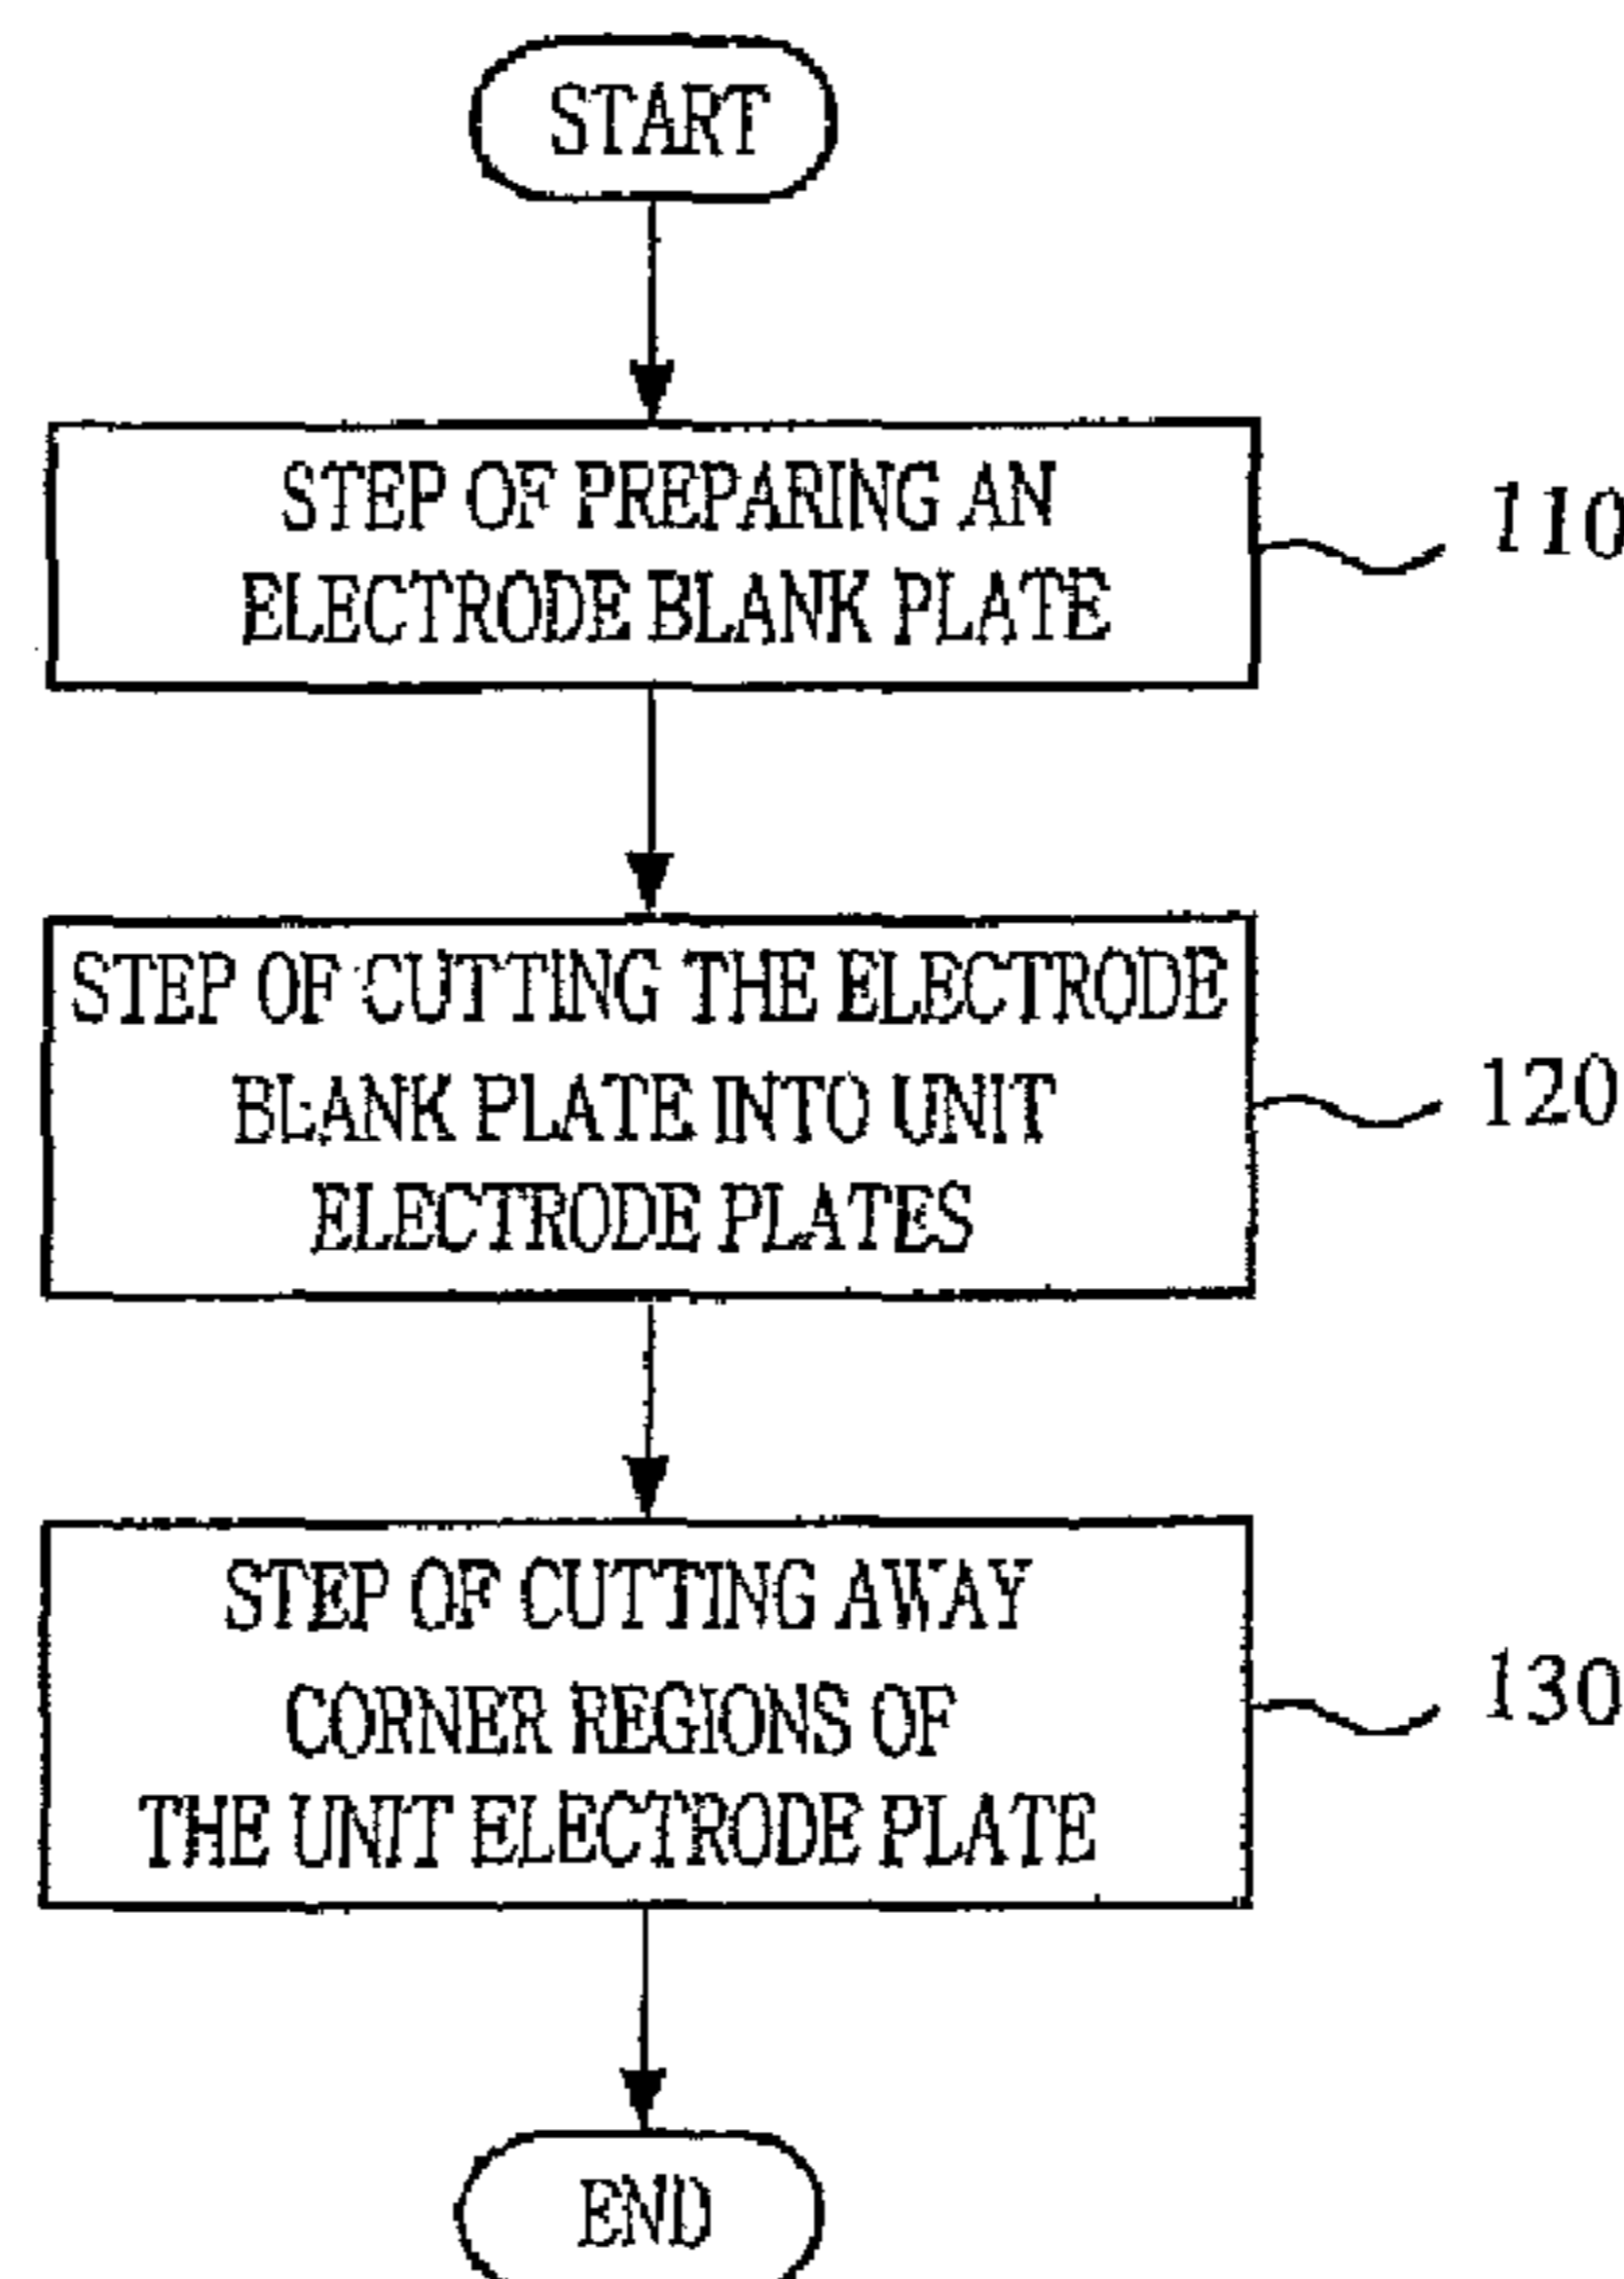 START
STEP OF PREPARING AN
ELECTRODE BLANK PLATE
110
STEP OF CUTTING THE ELECTRODE
BLANK PLATE INTO UNIT
ELECTRODE PLATES
120
STEP OF CUTTING AWAY
CORNER REGIONS OF
THE UNIT ELECTRODE PLATE
130
END